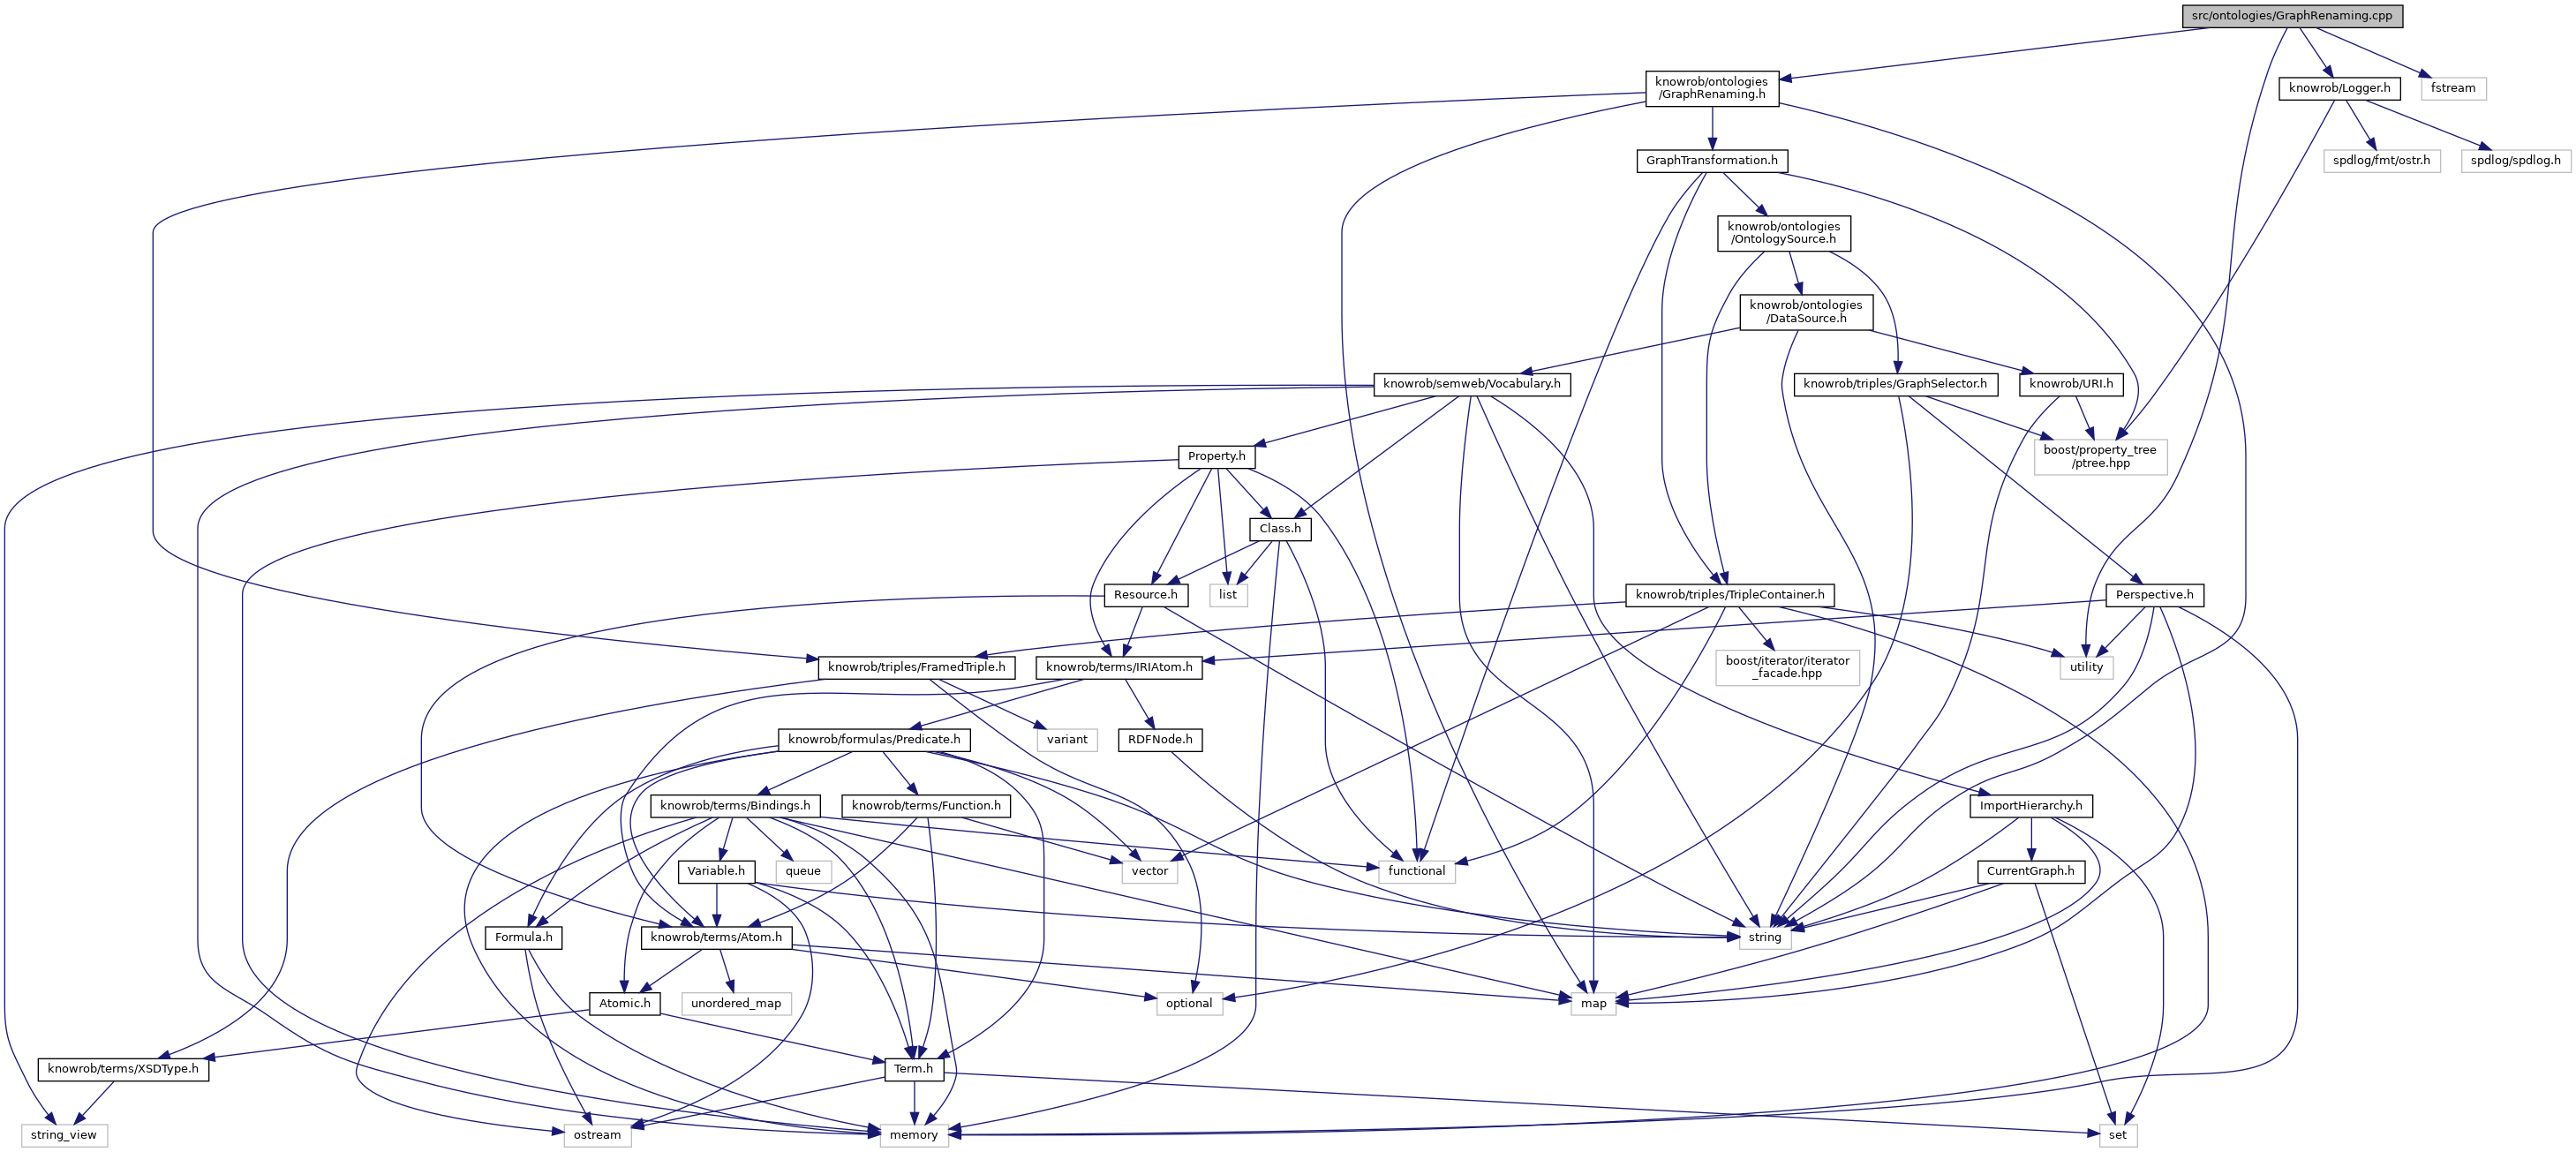 src/ontologies/GraphRenaming.cpp
knowrob/ontologies
/GraphRenaming.h
knowrob/Logger.h
fstream
GraphTransformation.h
spdlog/fmt/ostr.h
spdlog/spdlog.h
knowrob/ontologies
/OntologySource.h
knowrob/ontologies
/DataSource.h
knowrob/semweb/Vocabulary.h
knowrob/triples/GraphSelector.h
knowrob/URI.h
Property.h
boost/property_tree
/ptree.hpp
Class.h
Resource.h
list
knowrob/triples/TripleContainer.h
Perspective.h
knowrob/triples/FramedTriple.h
knowrob/terms/IRIAtom.h
boost/iterator/iterator
_facade.hpp
utility
knowrob/formulas/Predicate.h
variant
RDFNode.h
knowrob/terms/Bindings.h
knowrob/terms/Function.h
ImportHierarchy.h
Variable.h
queue
vector
functional
CurrentGraph.h
Formula.h
knowrob/terms/Atom.h
string
Atomic.h
unordered_map
optional
map
knowrob/terms/XSDType.h
Term.h
string_view
ostream
memory
set